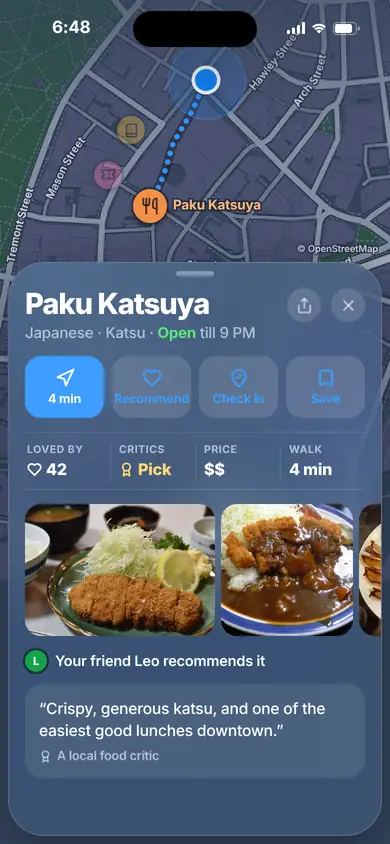 6:48
Hawley Street
Arch Street
Mason Street
Tremont Street
Paku Katsuya
© OpenStreetMap
Paku Katsuya
Japanese · Katsu · Open till 9 PM
4 min
Recommend
Check in
Save
LOVED BY
CRITICS
PRICE
WALK
42
Pick
$$
4 min
L
Your friend Leo recommends it
“Crispy, generous katsu, and one of the
easiest good lunches downtown.”
A local food critic